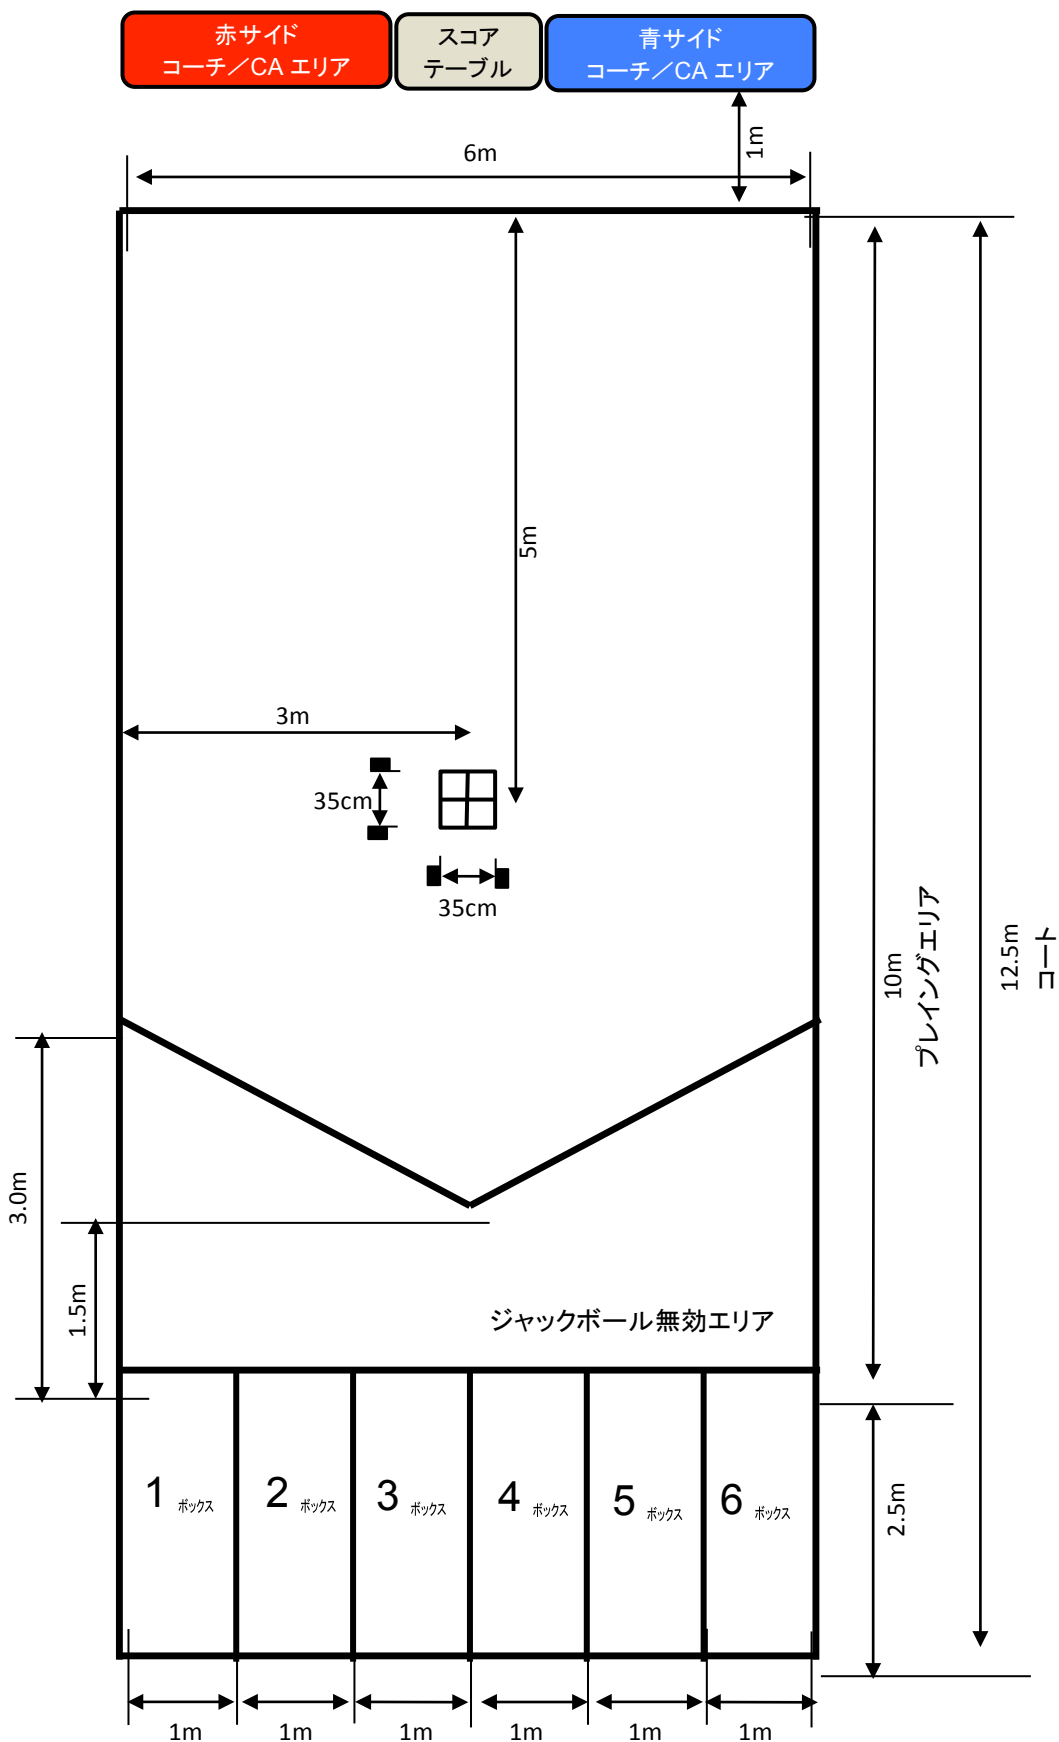 赤サイド
コーチ／CA エリア
スコア
テーブル
青サイド
コーチ／CA エリア
1m
6m
5m
3m
35cm
35cm
10m
プレイングエリア
12.5m
コート
3.0m
1.5m
ジャックボール無効エリア
1 ボックス
2 ボックス
3 ボックス
4 ボックス
5 ボックス
6 ボックス
2.5m
1m
1m
1m
1m
1m
1m